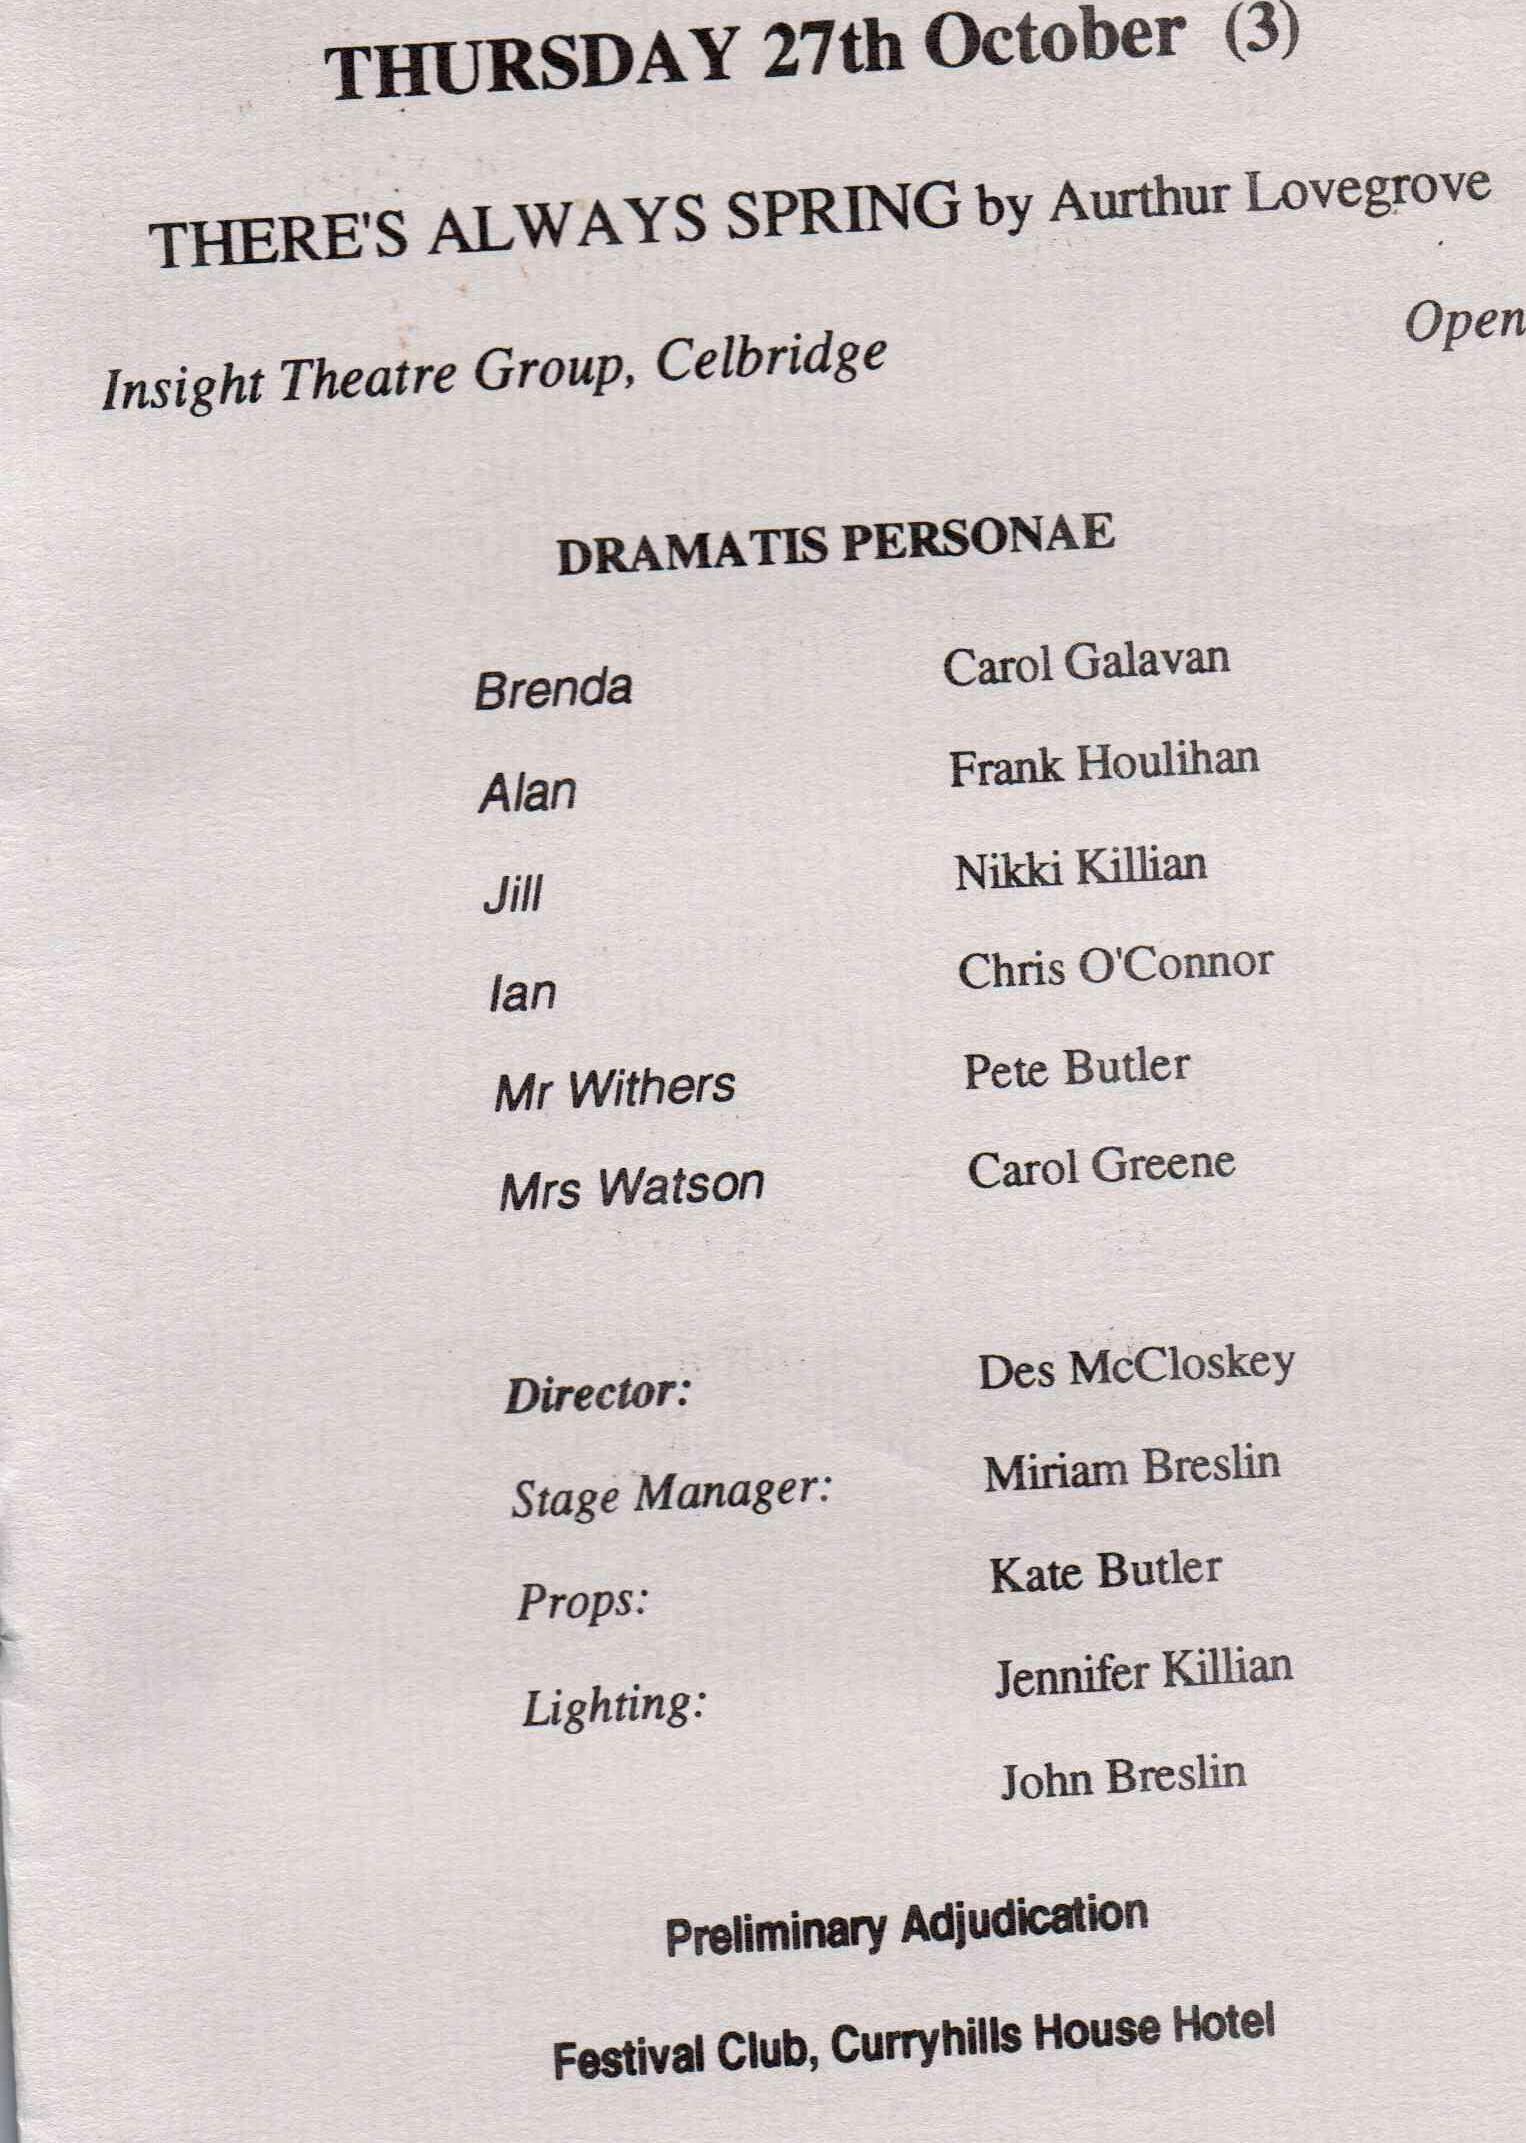 THURSDAY 27th October (3)
THERE'S ALWAYS SPRING by Aurthur Lovegrove
Insight Theatre Group, Celbridge Open
DRAMATIS PERSONAE
Brenda Carol Galavan
Alan Frank Houlihan
Jill Nikki Killian
Ian Chris O'Connor
Mr Withers Pete Butler
Mrs Watson Carol Greene
Director: Des McCloskey
Stage Manager: Miriam Breslin
Props: Kate Butler
Lighting: Jennifer Killian
John Breslin
Preliminary Adjudication
Festival Club, Curryhills House Hotel